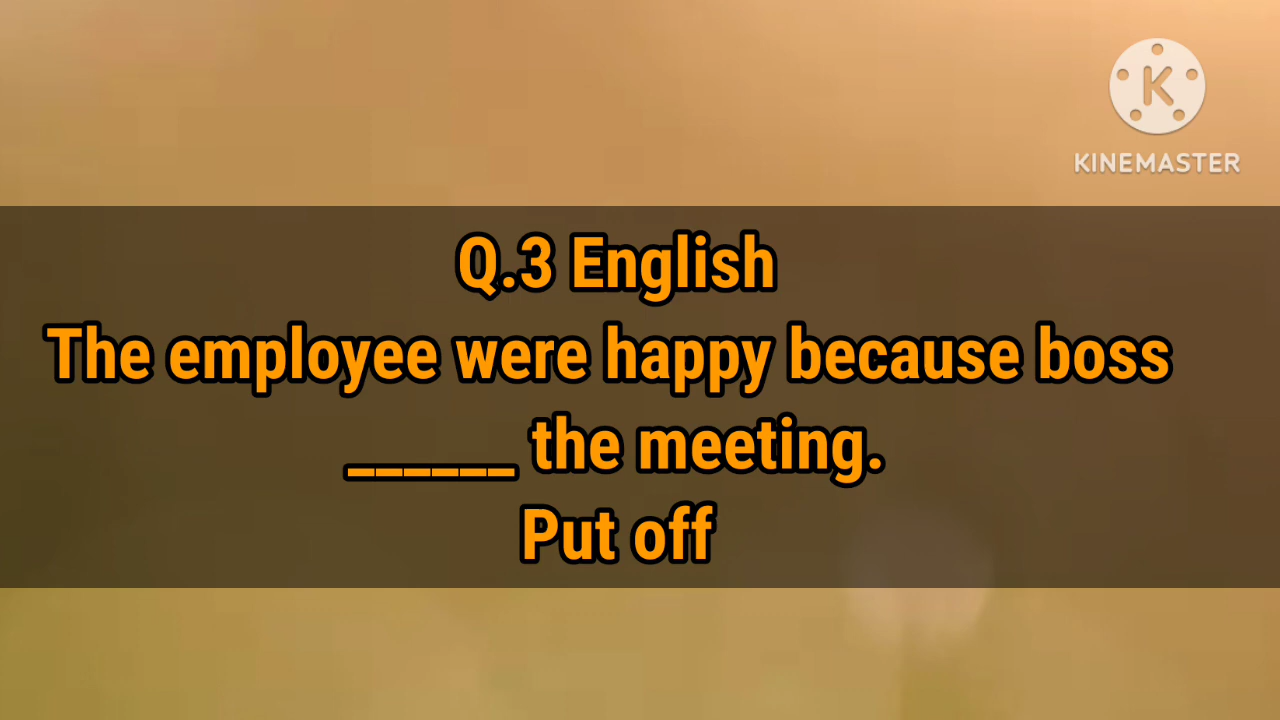 K
KINEMASTER
Q.3 English
The employee were happy because boss
______ the meeting.
Put off